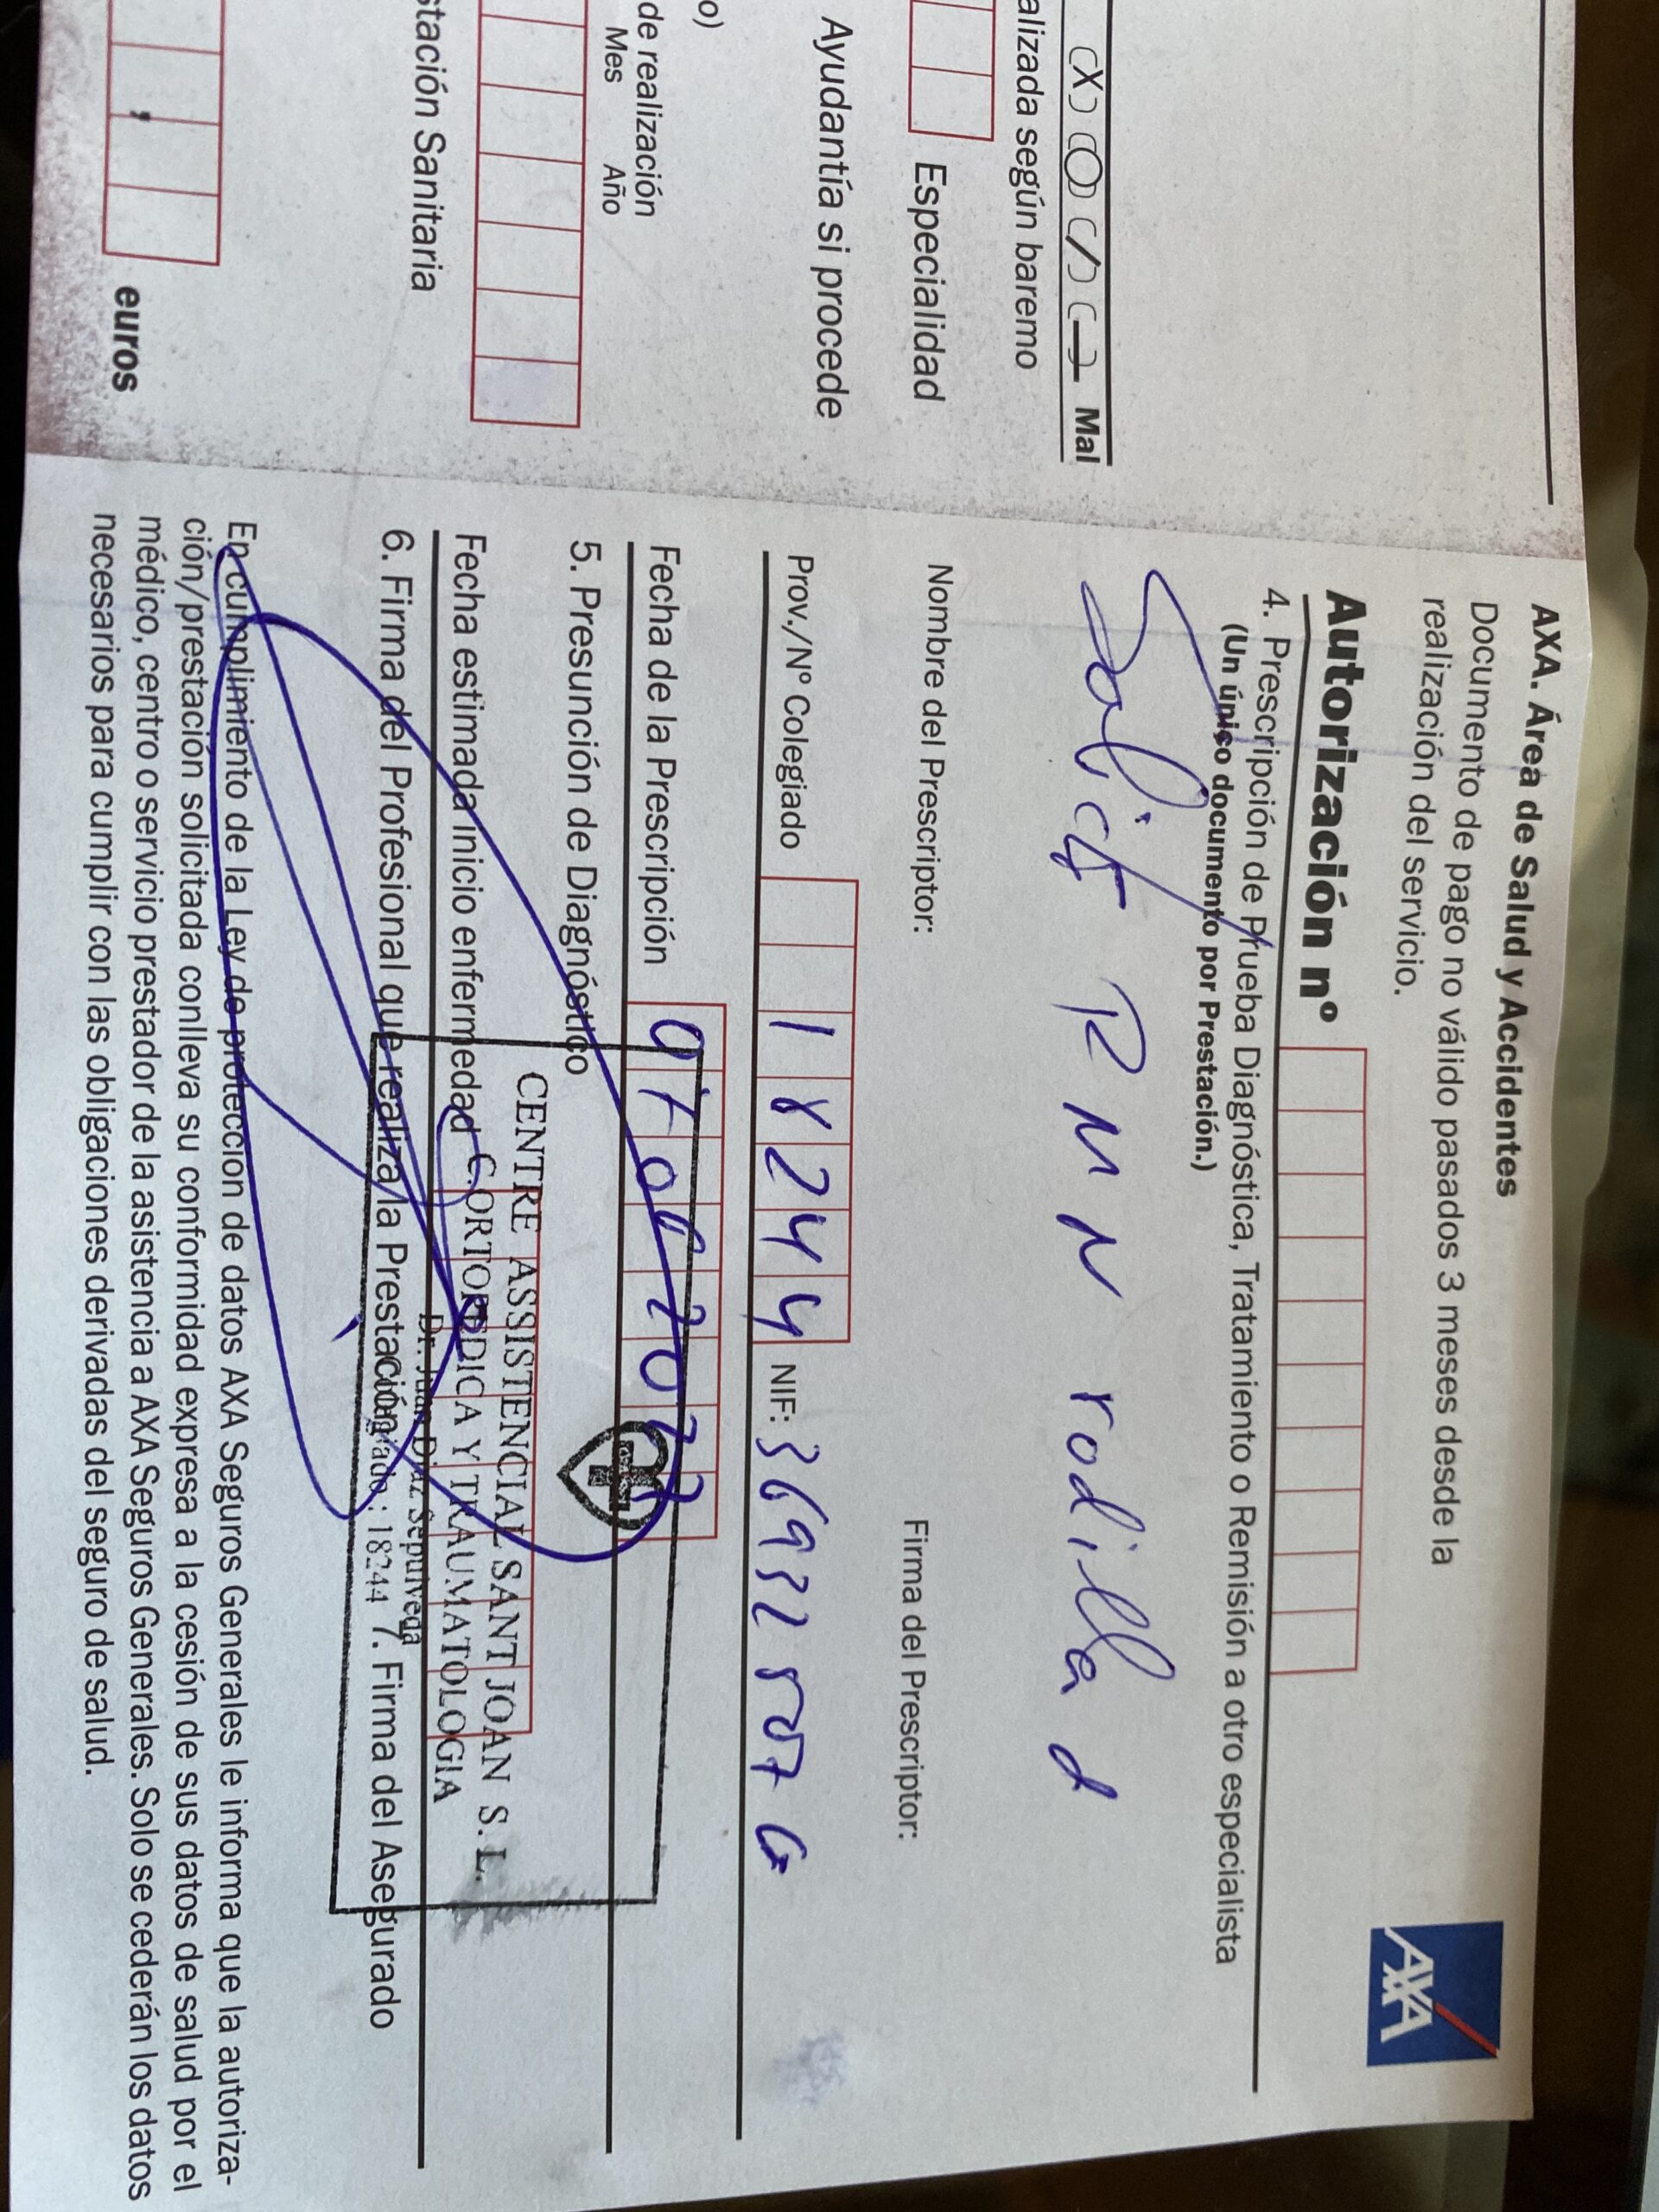 (X) (O) (/) (—) Mal
alizada según baremo
Especialidad
Ayudantía si procede
o)
de realización
Mes Año
stación Sanitaria
,
euros
AXA. Área de Salud y Accidentes
Documento de pago no válido pasados 3 meses desde la
realización del servicio.
AXA
Autorización nº
4. Prescripción de Prueba Diagnóstica, Tratamiento o Remisión a otro especialista
(Un único documento por Prestación.)
Solicito RMN rodilla d
Nombre del Prescriptor: Firma del Prescriptor:
Prov./Nº Colegiado 18244 NIF: 36932507G
Fecha de la Prescripción 07062022
5. Presunción de Diagnóstico
CENTRE ASSISTENCIAL SANT JOAN S.L.
C. ORTOPEDICA Y TRAUMATOLOGIA
Fecha estimada inicio enfermedad
Dr. Juan Diaz Sepulveda
: 18244
6. Firma del Profesional que realiza la Prestación 7. Firma del Asegurado
En cumplimiento de la Ley de protección de datos AXA Seguros Generales le informa que la autoriza-
ción/prestación solicitada conlleva su conformidad expresa a la cesión de sus datos de salud por el
médico, centro o servicio prestador de la asistencia a AXA Seguros Generales. Solo se cederán los datos
necesarios para cumplir con las obligaciones derivadas del seguro de salud.